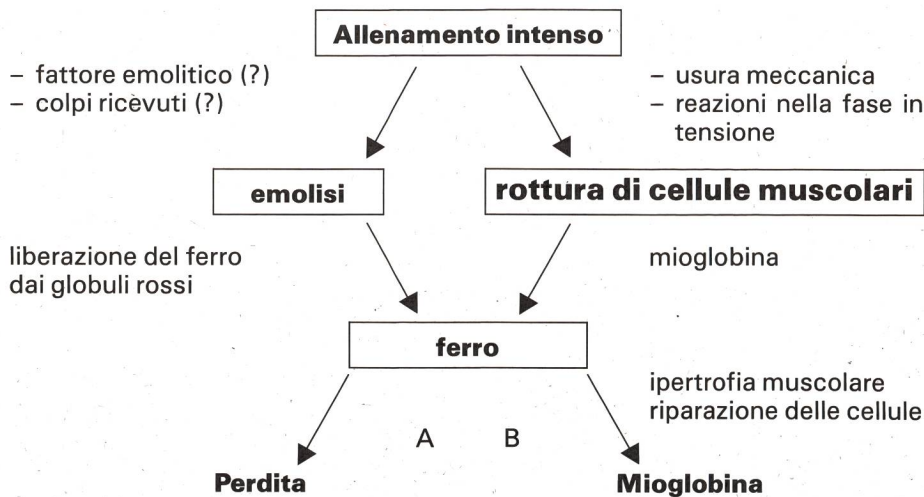 Allenamento intenso
– fattore emolitico (?)
– colpi ricevuti (?)
– usura meccanica
– reazioni nella fase in
tensione
emolisi
rottura di cellule muscolari
liberazione del ferro
dai globuli rossi
mioglobina
ferro
ipertrofia muscolare
riparazione delle cellule
A B
Perdita
Mioglobina